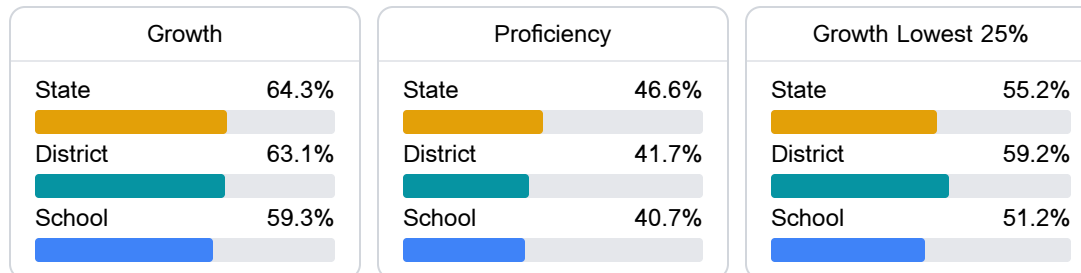 Growth
State 64.3%
District 63.1%
School 59.3%
Proficiency
State 46.6%
District 41.7%
School 40.7%
Growth Lowest 25%
State 55.2%
District 59.2%
School 51.2%